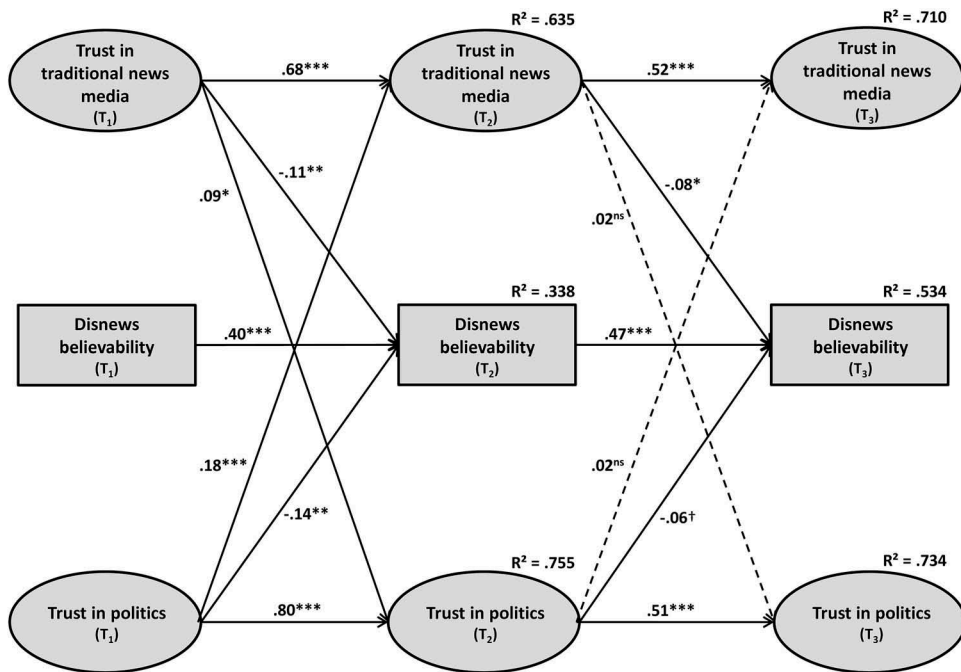 R² = .635
R² = .710
Trust in
traditional news
media
(T₁)
.68***
Trust in
traditional news
media
(T₂)
.52***
Trust in
traditional news
media
(T₃)
-.11**
.09*
-.08*
.02ⁿˢ
R² = .338
R² = .534
Disnews
believability
(T₁)
.40***
Disnews
believability
(T₂)
.47***
Disnews
believability
(T₃)
.18***
.02ⁿˢ
-.14**
-.06†
R² = .755
R² = .734
Trust in politics
(T₁)
.80***
Trust in politics
(T₂)
.51***
Trust in politics
(T₃)